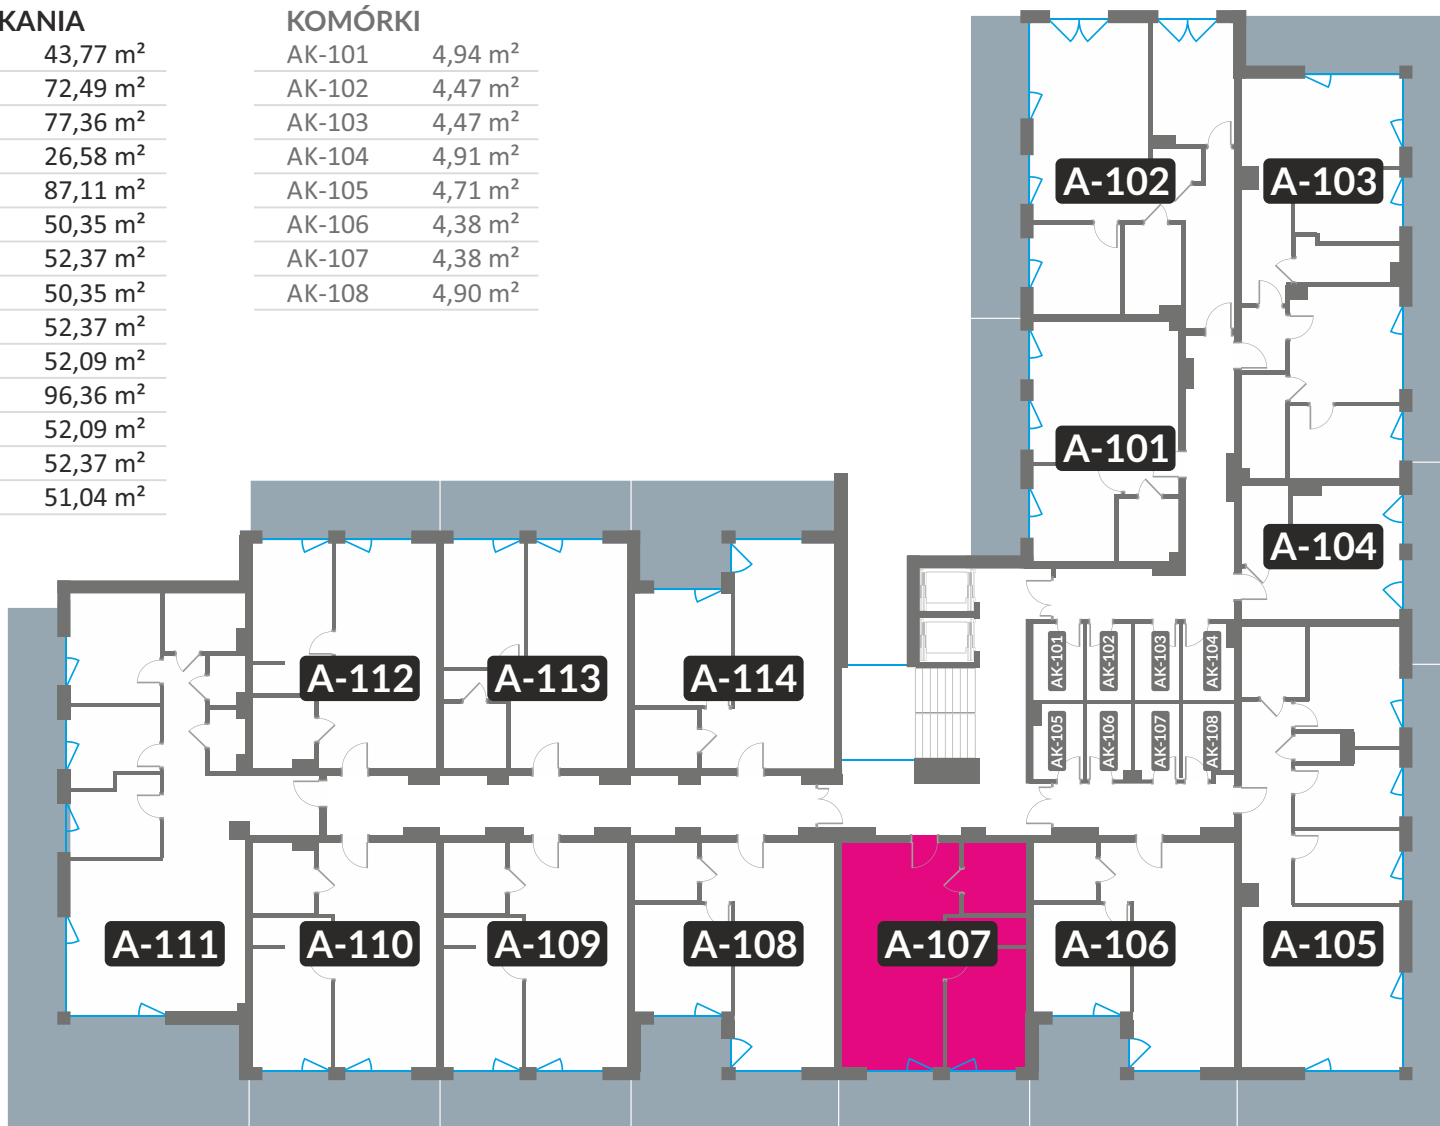 KANIA
43,77 m²
72,49 m²
77,36 m²
26,58 m²
87,11 m²
50,35 m²
52,37 m²
50,35 m²
52,37 m²
52,09 m²
96,36 m²
52,09 m²
52,37 m²
51,04 m²
KOMÓRKI
AK-101 4,94 m²
AK-102 4,47 m²
AK-103 4,47 m²
AK-104 4,91 m²
AK-105 4,71 m²
AK-106 4,38 m²
AK-107 4,38 m²
AK-108 4,90 m²
A-102
A-103
A-101
A-104
AK-101
AK-102
AK-103
AK-104
A-112
A-113
A-114
AK-105
AK-106
AK-107
AK-108
A-111
A-110
A-109
A-108
A-107
A-106
A-105